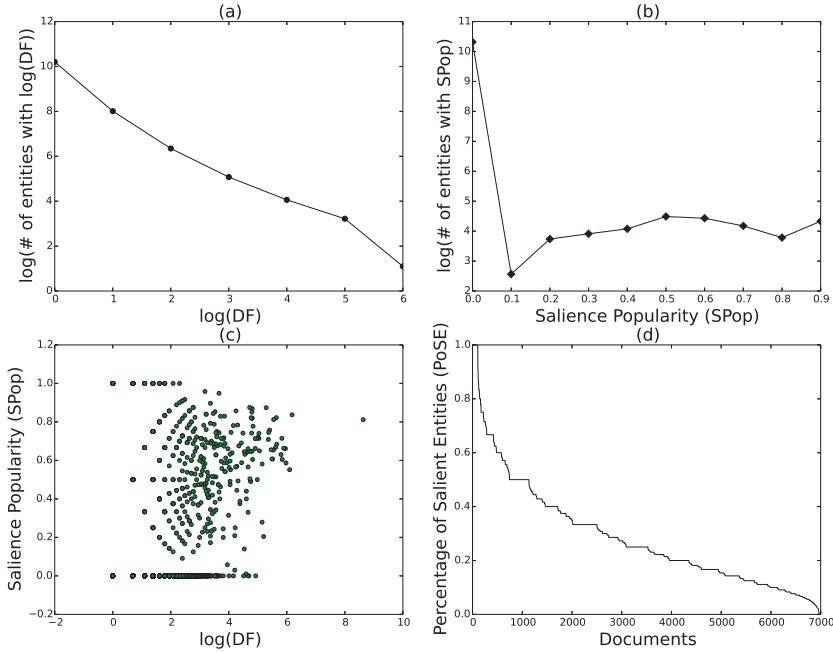 (a)
12
10
8
6
4
2
0
log(# of entities with log(DF))
0 1 2 3 4 5 6
log(DF)
(b)
11
10
9
8
7
6
5
4
3
2
log(# of entities with SPop)
0.0 0.1 0.2 0.3 0.4 0.5 0.6 0.7 0.8 0.9
Salience Popularity (SPop)
(c)
1.2
1.0
0.8
0.6
0.4
0.2
0.0
−0.2
Salience Popularity (SPop)
−2 0 2 4 6 8 10
log(DF)
(d)
1.0
0.8
0.6
0.4
0.2
0.0
Percentage of Salient Entities (PoSE)
0 1000 2000 3000 4000 5000 6000 7000
Documents